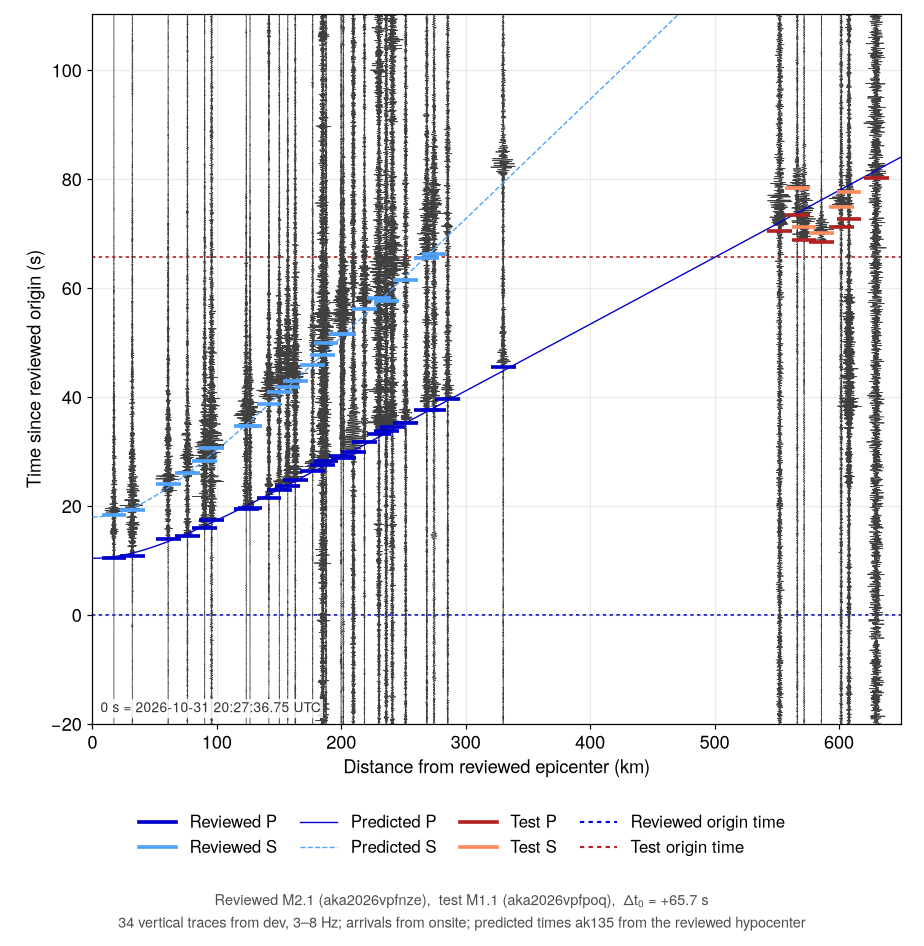 Time since reviewed origin (s)
100
80
60
40
20
0
−20
0 s = 2026-10-31 20:27:36.75 UTC
0 100 200 300 400 500 600
Distance from reviewed epicenter (km)
Reviewed P Predicted P Test P Reviewed origin time
Reviewed S Predicted S Test S Test origin time
Reviewed M2.1 (aka2026vpfnze), test M1.1 (aka2026vpfpoq), Δt₀ = +65.7 s
34 vertical traces from dev, 3–8 Hz; arrivals from onsite; predicted times ak135 from the reviewed hypocenter